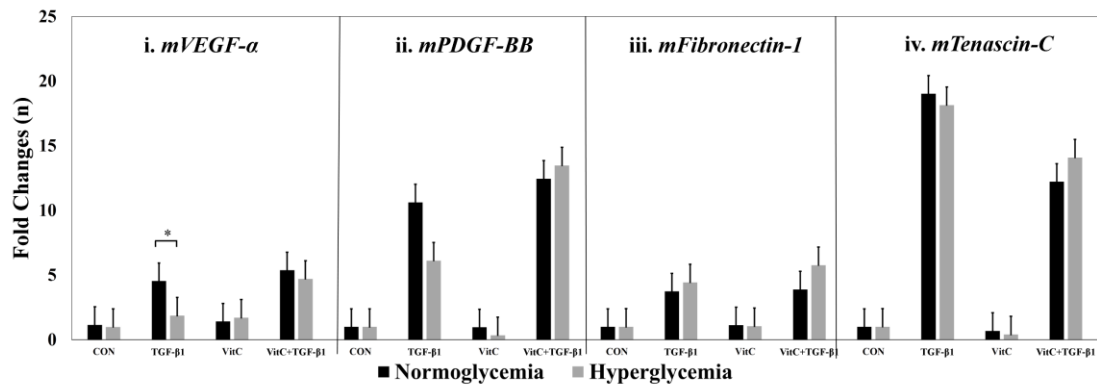 i. mVEGF-α
ii. mPDGF-BB
iii. mFibronectin-1
iv. mTenascin-C
Fold Changes (n)
25
20
15
10
5
0
*
CON TGF-β1 VitC VitC+TGF-β1
CON TGF-β1 VitC VitC+TGF-β1
CON TGF-β1 VitC VitC+TGF-β1
CON TGF-β1 VitC VitC+TGF-β1
Normoglycemia Hyperglycemia